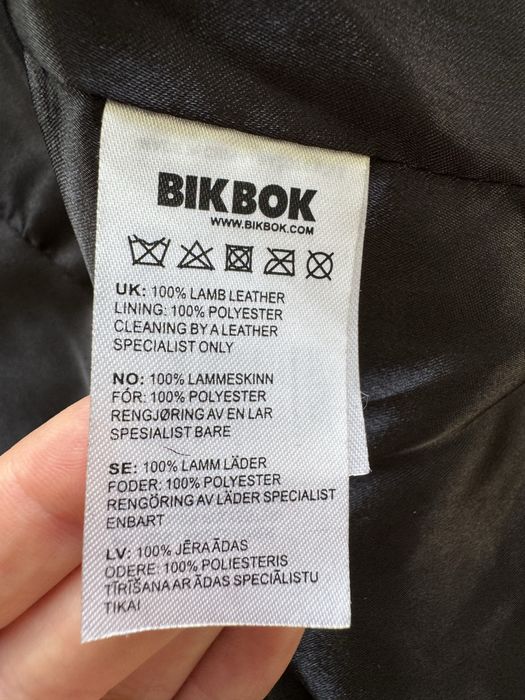 BIKBOK
WWW.BIKBOK.COM
UK: 100% LAMB LEATHER
LINING: 100% POLYESTER
CLEANING BY A LEATHER
SPECIALIST ONLY
NO: 100% LAMMESKINN
FÓR: 100% POLYESTER
RENGJØRING AV EN LAR
SPESIALIST BARE
SE: 100% LAMM LÄDER
FODER: 100% POLYESTER
RENGÖRING AV LÄDER SPECIALIST
ENBART
LV: 100% JĒRA ĀDAS
ODERE: 100% POLIESTERIS
TĪRĪŠANA AR ĀDAS SPECIĀLISTU
TIKAI